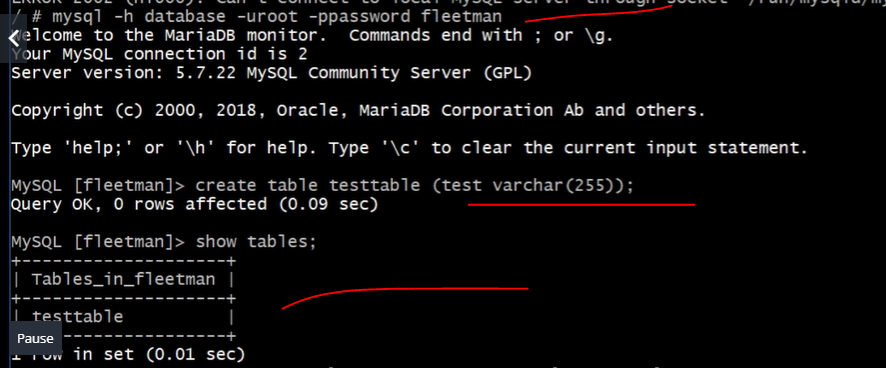 / # mysql -h database -uroot -ppassword fleetman
Welcome to the MariaDB monitor.  Commands end with ; or \g.
Your MySQL connection id is 2
Server version: 5.7.22 MySQL Community Server (GPL)
Copyright (c) 2000, 2018, Oracle, MariaDB Corporation Ab and others.
Type 'help;' or '\h' for help. Type '\c' to clear the current input statement.
MySQL [fleetman]> create table testtable (test varchar(255));
Query OK, 0 rows affected (0.09 sec)
MySQL [fleetman]> show tables;
+--------------------+
| Tables_in_fleetman |
+--------------------+
| testtable          |
Pause
1 row in set (0.01 sec)